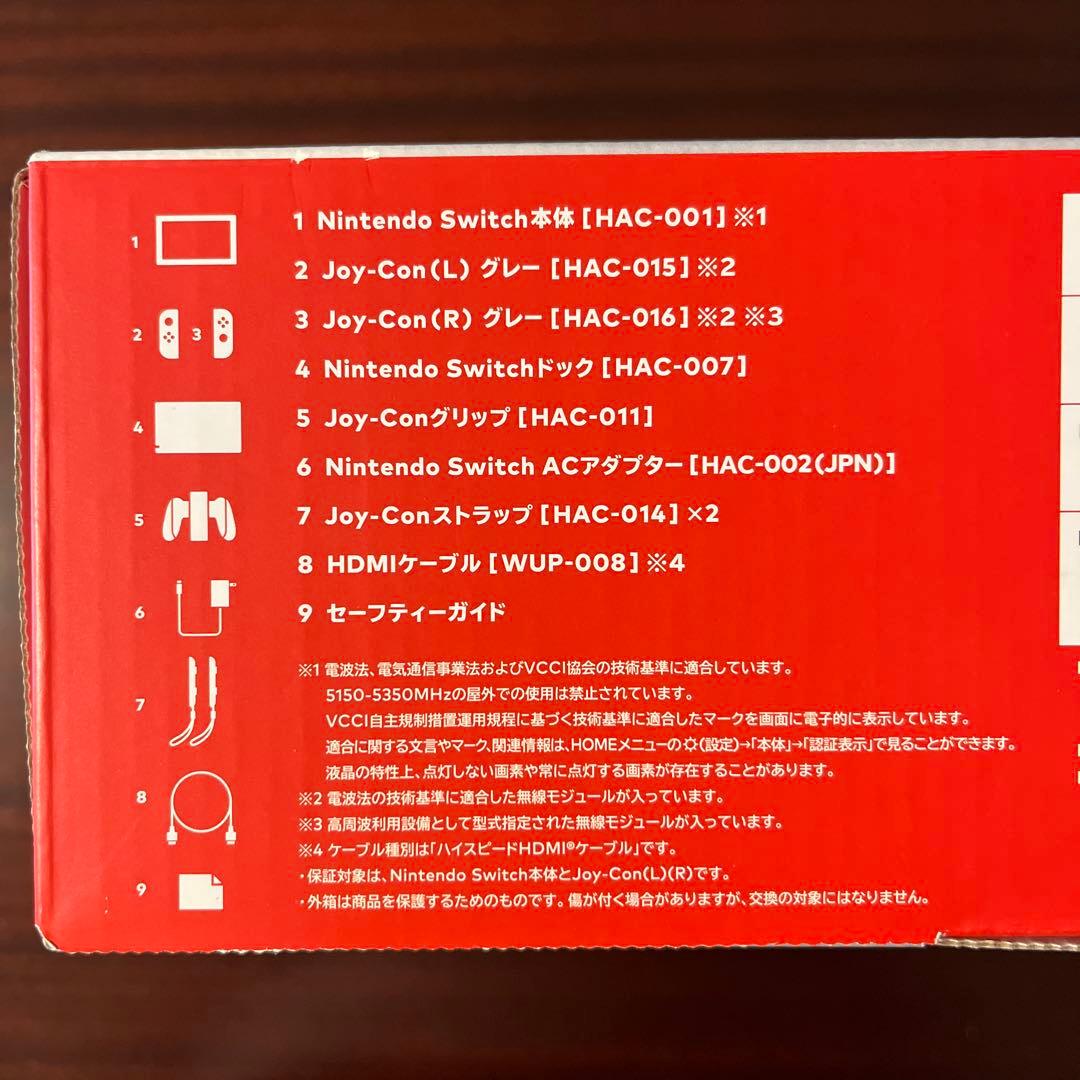 1 Nintendo Switch本体[HAC-001]※1
2 Joy-Con(L) グレー[HAC-015]※2
3 Joy-Con(R) グレー[HAC-016]※2 ※3
4 Nintendo Switchドック[HAC-007]
5 Joy-Conグリップ[HAC-011]
6 Nintendo Switch ACアダプター[HAC-002(JPN)]
7 Joy-Conストラップ[HAC-014]×2
8 HDMIケーブル[WUP-008]※4
9 セーフティーガイド
※1 電波法、電気通信事業法およびVCCI協会の技術基準に適合しています。
5150-5350MHzの屋外での使用は禁止されています。
VCCI自主規制措置運用規程に基づく技術基準に適合したマークを画面に電子的に表示しています。
適合に関する文言やマーク、関連情報は、HOMEメニューの(設定)→「本体」→「認証表示」で見ることができます。
液晶の特性上、点灯しない画素や常に点灯する画素が存在することがあります。
※2 電波法の技術基準に適合した無線モジュールが入っています。
※3 高周波利用設備として型式指定された無線モジュールが入っています。
※4 ケーブル種別は「ハイスピードHDMI®ケーブル」です。
・保証対象は、Nintendo Switch本体とJoy-Con(L)(R)です。
・外箱は商品を保護するためのものです。傷が付く場合がありますが、交換の対象にはなりません。
1
2
3
4
5
6
7
8
9